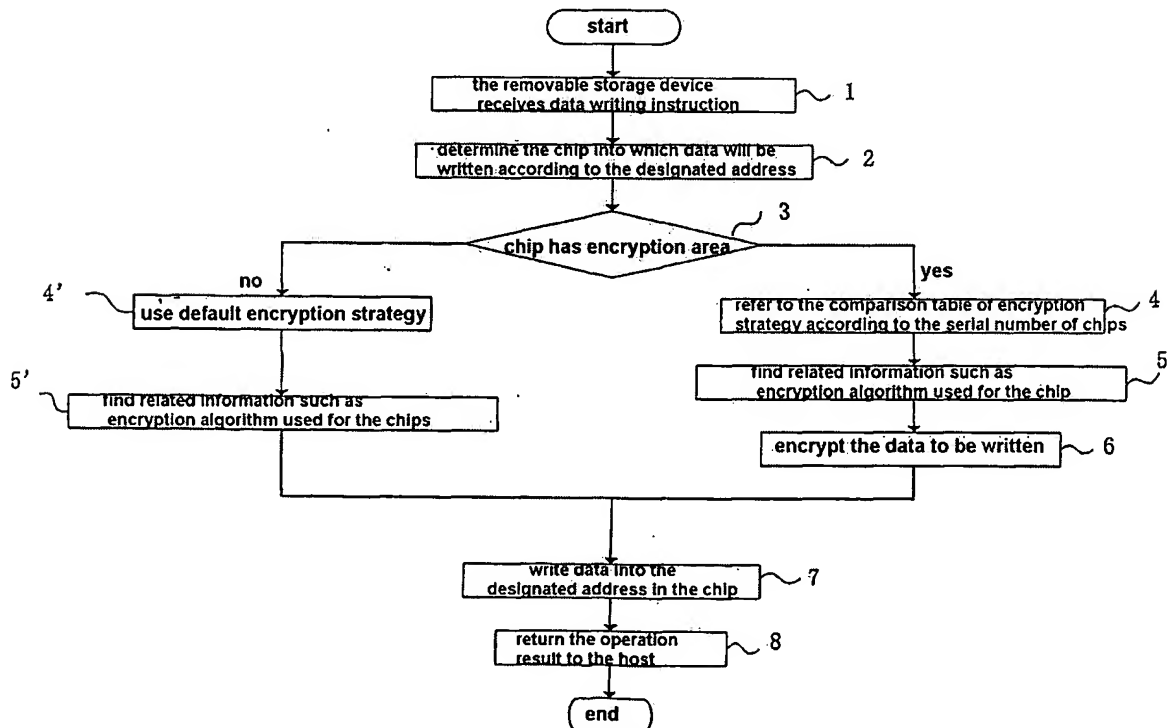 start
the removable storage device
receives data writing instruction
1
determine the chip into which data will be
written according to the designated address
2
3
chip has encryption area
no
yes
4'
use default encryption strategy
refer to the comparison table of encryption
strategy according to the serial number of chips
4
5'
find related information such as
encryption algorithm used for the chips
find related information such as
encryption algorithm used for the chip
5
encrypt the data to be written
6
write data into the
designated address in the chip
7
return the operation
result to the host
8
end